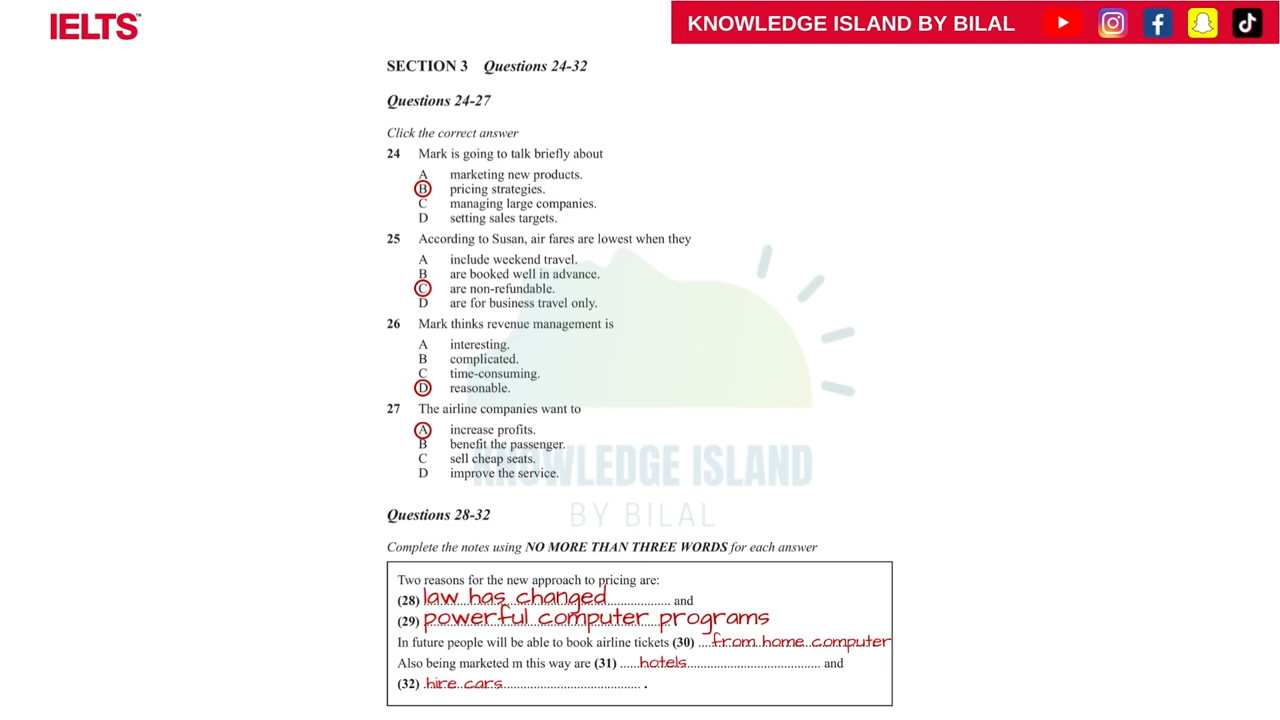 IELTS™
KNOWLEDGE ISLAND BY BILAL
SECTION 3 Questions 24-32
Questions 24-27
Click the correct answer
24 Mark is going to talk briefly about
A marketing new products.
B pricing strategies.
C managing large companies.
D setting sales targets.
25 According to Susan, air fares are lowest when they
A include weekend travel.
B are booked well in advance.
C are non-refundable.
D are for business travel only.
26 Mark thinks revenue management is
A interesting.
B complicated.
C time-consuming.
D reasonable.
27 The airline companies want to
A increase profits.
B benefit the passenger.
C sell cheap seats.
D improve the service.
KNOWLEDGE ISLAND
BY BILAL
Questions 28-32
Complete the notes using NO MORE THAN THREE WORDS for each answer
Two reasons for the new approach to pricing are:
(28) law has changed and
(29) powerful computer programs
In future people will be able to book airline tickets (30) from home computer
Also being marketed m this way are (31) hotels and
(32) hire cars .